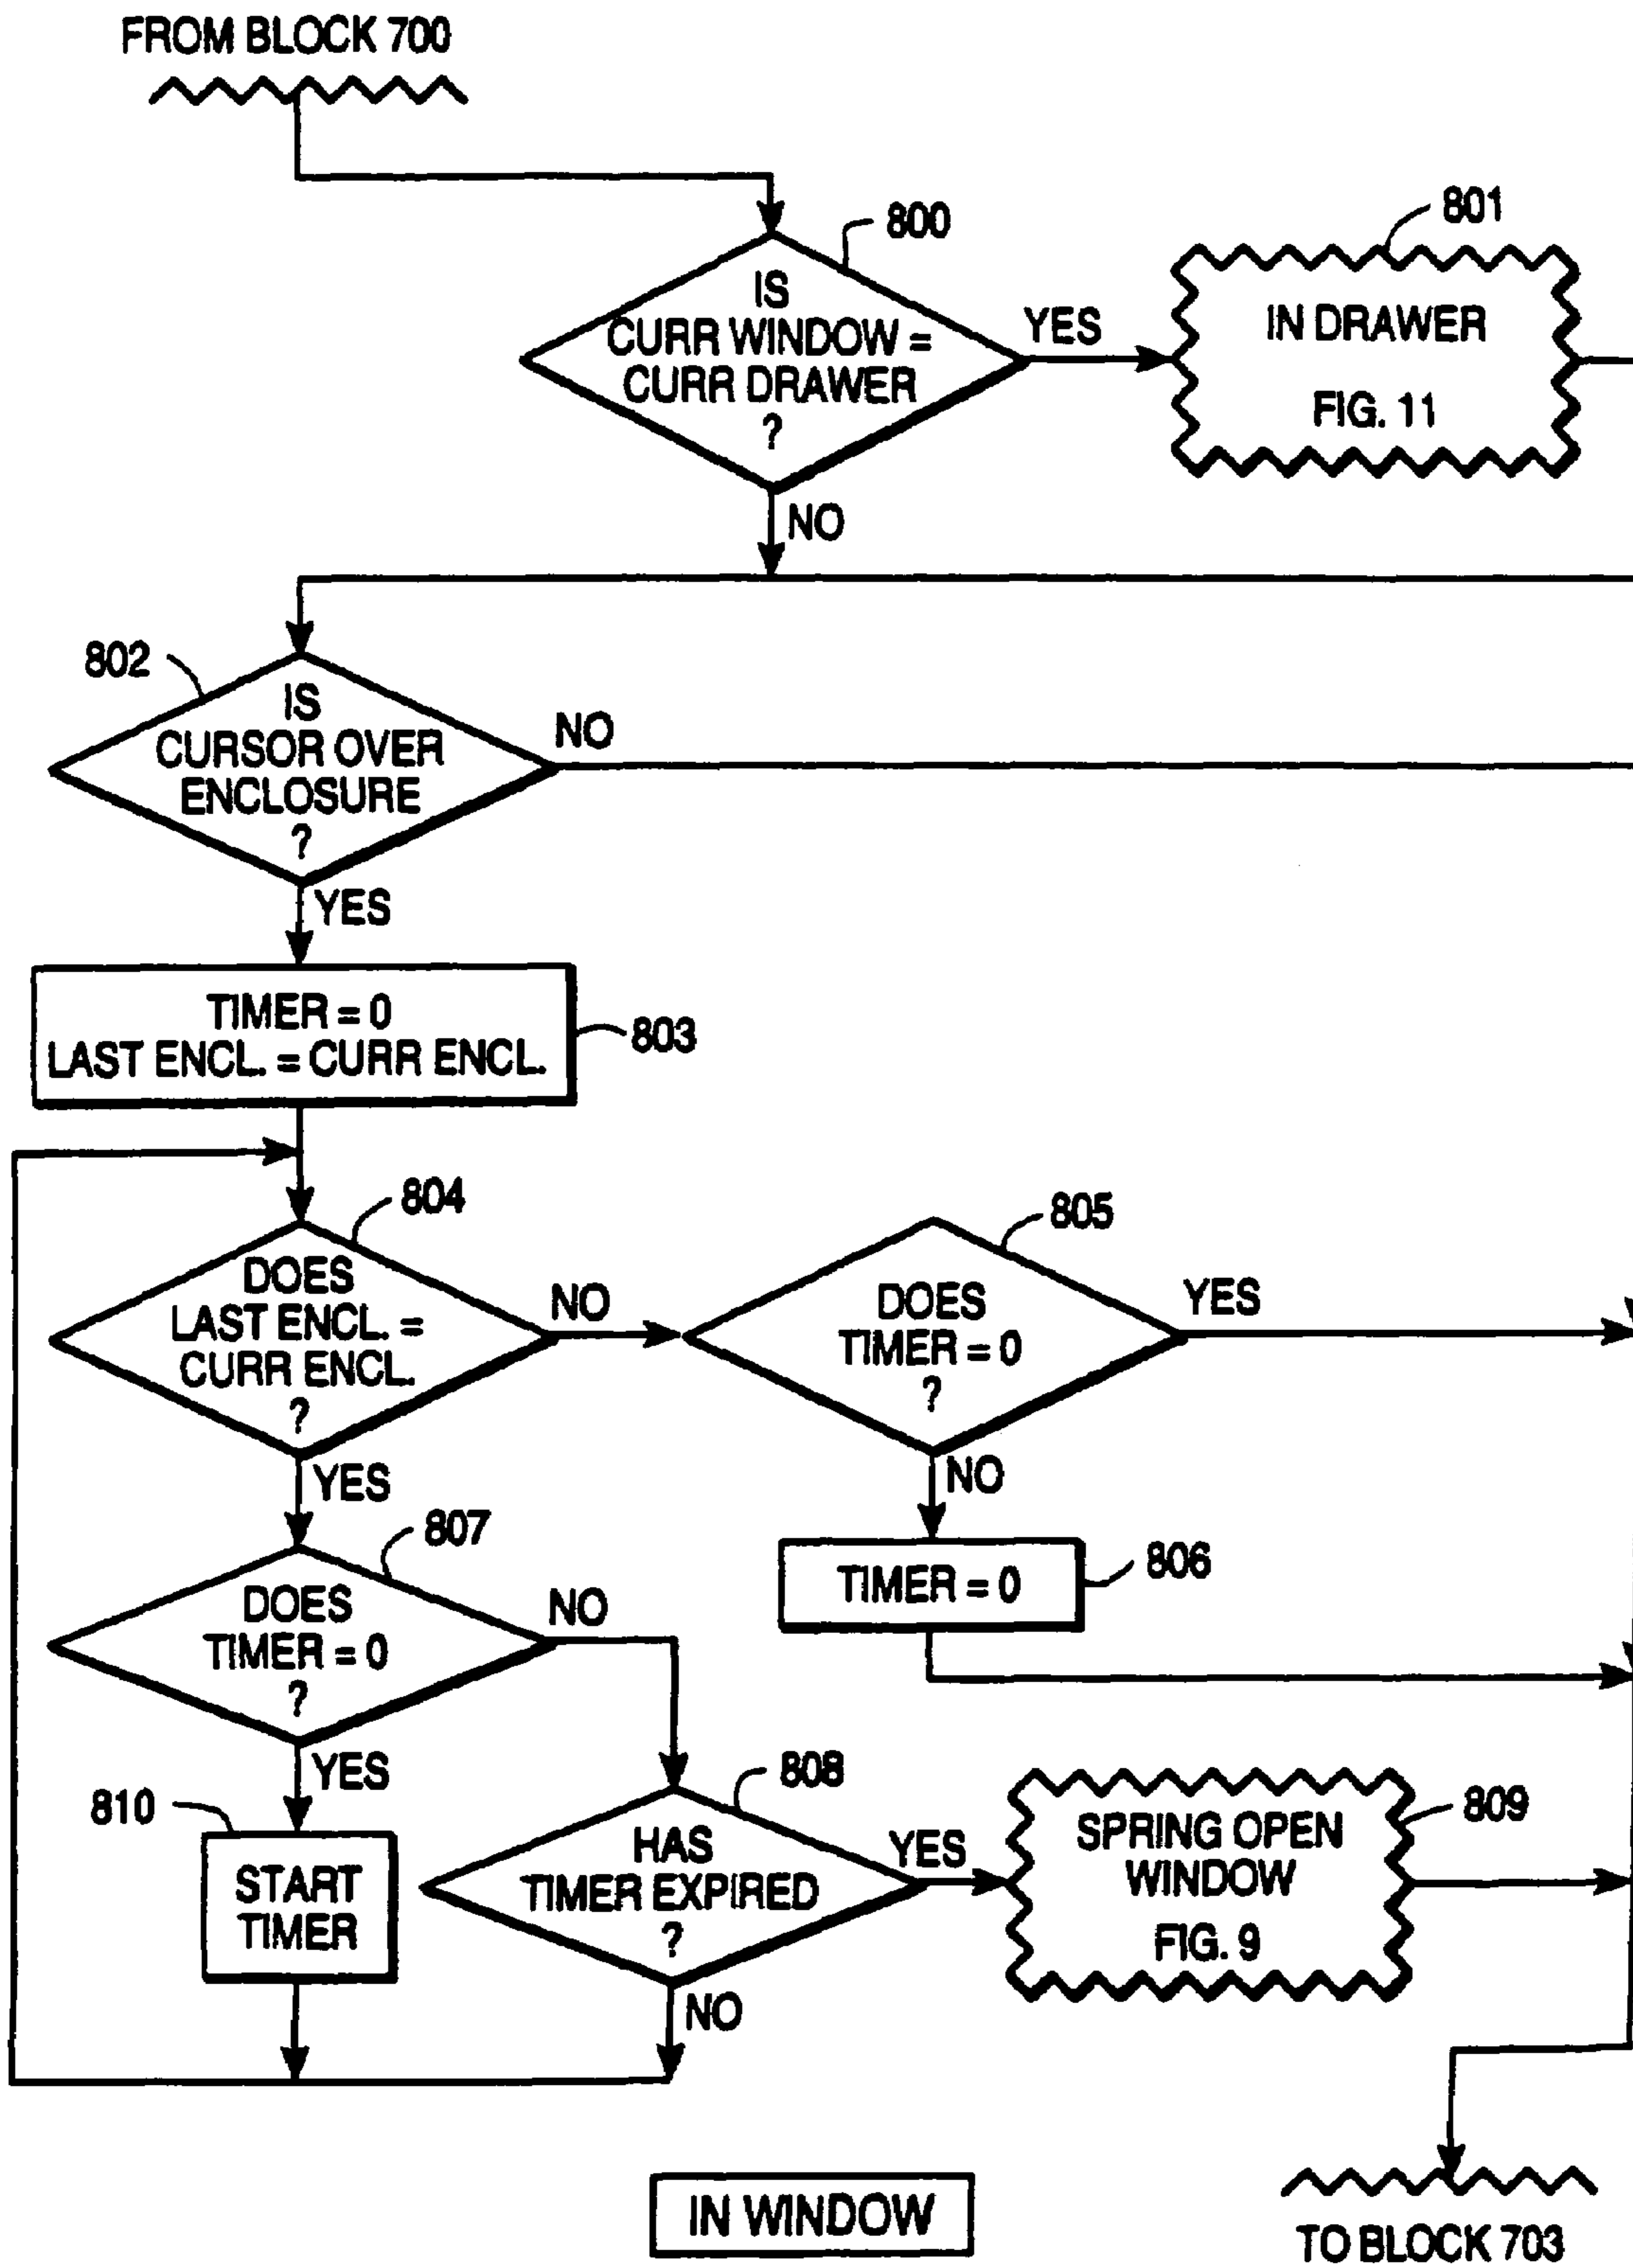 FROM BLOCK 700
800
IS
CURR WINDOW =
CURR DRAWER
?
YES
801
IN DRAWER
FIG. 11
NO
802
IS
CURSOR OVER
ENCLOSURE
?
NO
YES
TIMER = 0
LAST ENCL. = CURR ENCL.
803
804
DOES
LAST ENCL. =
CURR ENCL.
?
NO
805
DOES
TIMER = 0
?
YES
YES
NO
807
DOES
TIMER = 0
?
NO
TIMER = 0
806
YES
810
START
TIMER
808
HAS
TIMER EXPIRED
?
YES
809
SPRING OPEN
WINDOW
FIG. 9
NO
IN WINDOW
TO BLOCK 703